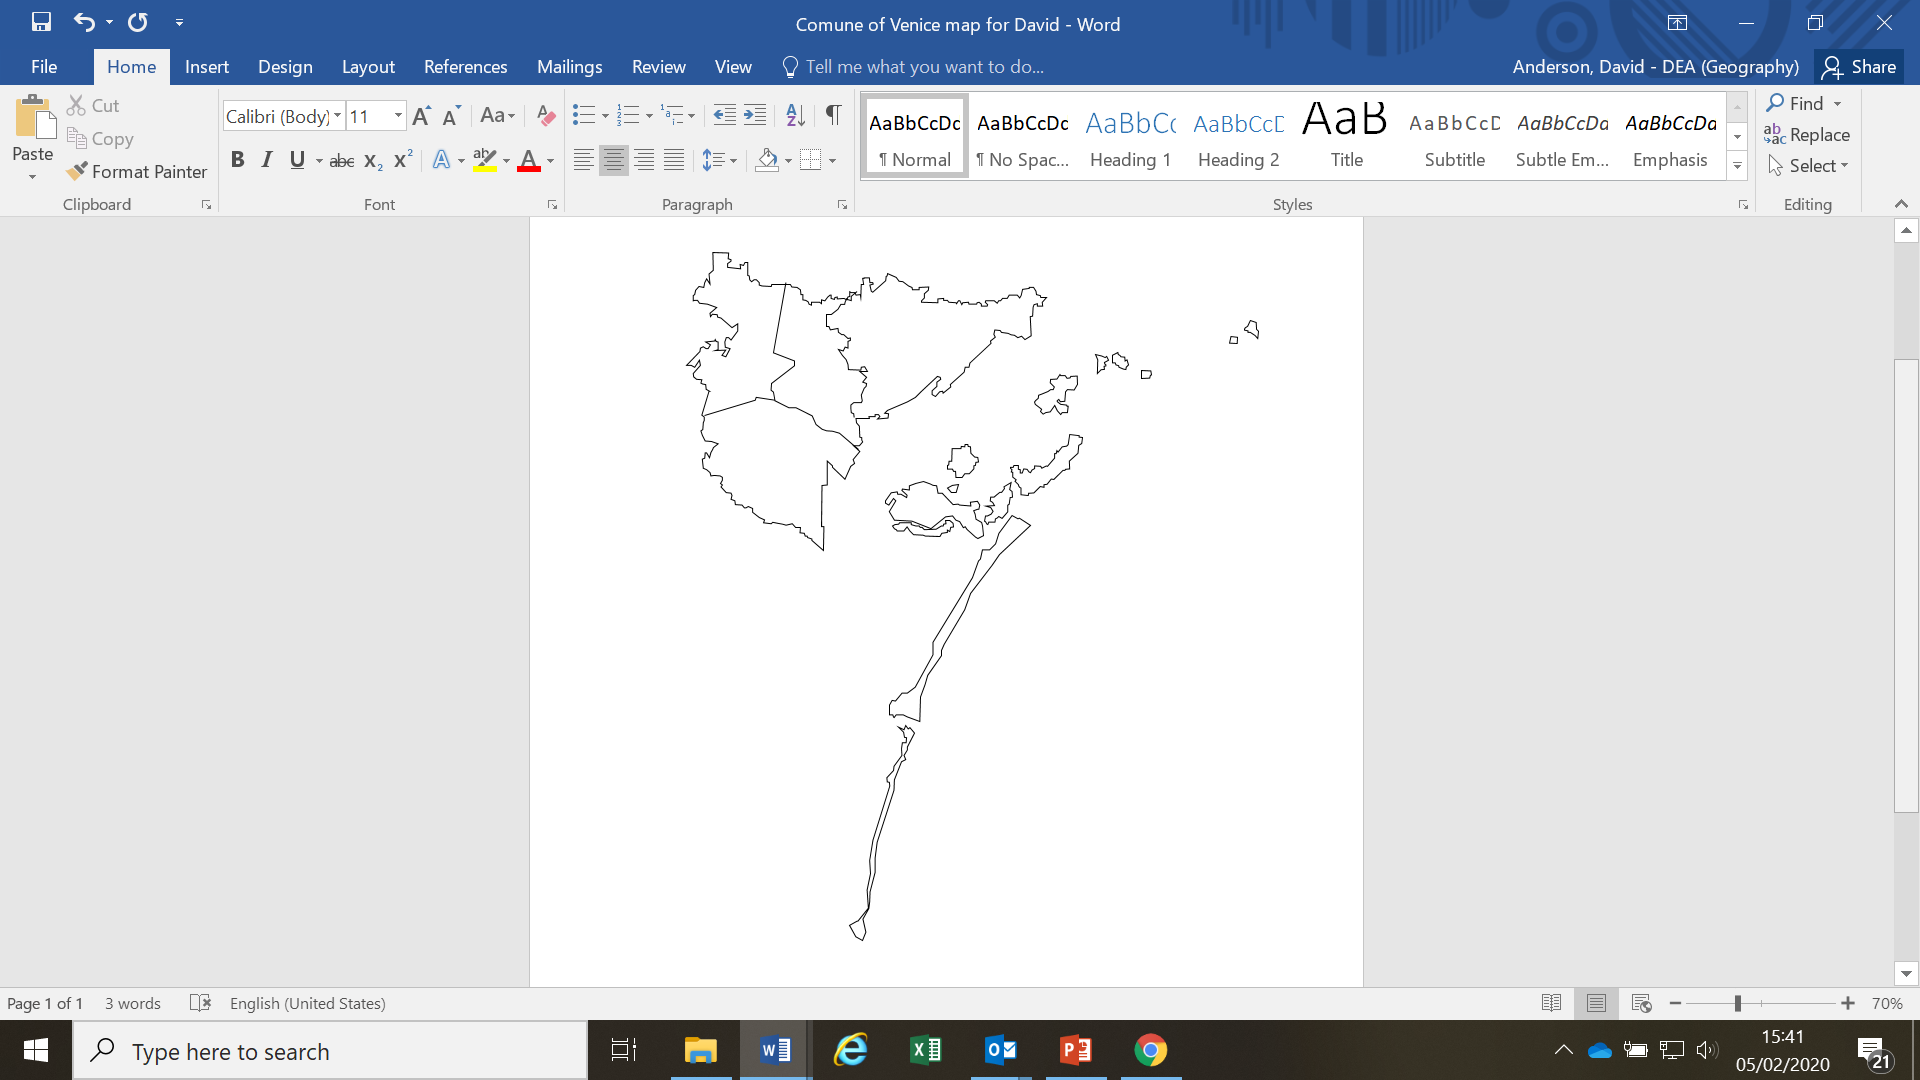 Comune of Venice map for David - Word
File Home Insert Design Layout References Mailings Review View Tell me what you want to do... Anderson, David - DEA (Geography) Share
Paste
Cut
Copy
Format Painter
Clipboard
Calibri (Body) 11
Font
Paragraph
AaBbCcDc AaBbCcDc AaBbCc AaBbCcD AaB AaBbCcD AaBbCcDa AaBbCcDa
¶ Normal ¶ No Spac... Heading 1 Heading 2 Title Subtitle Subtle Em... Emphasis
Styles
Find
Replace
Select
Editing
Page 1 of 1 3 words English (United States) 70%
Type here to search
15:41
05/02/2020
21